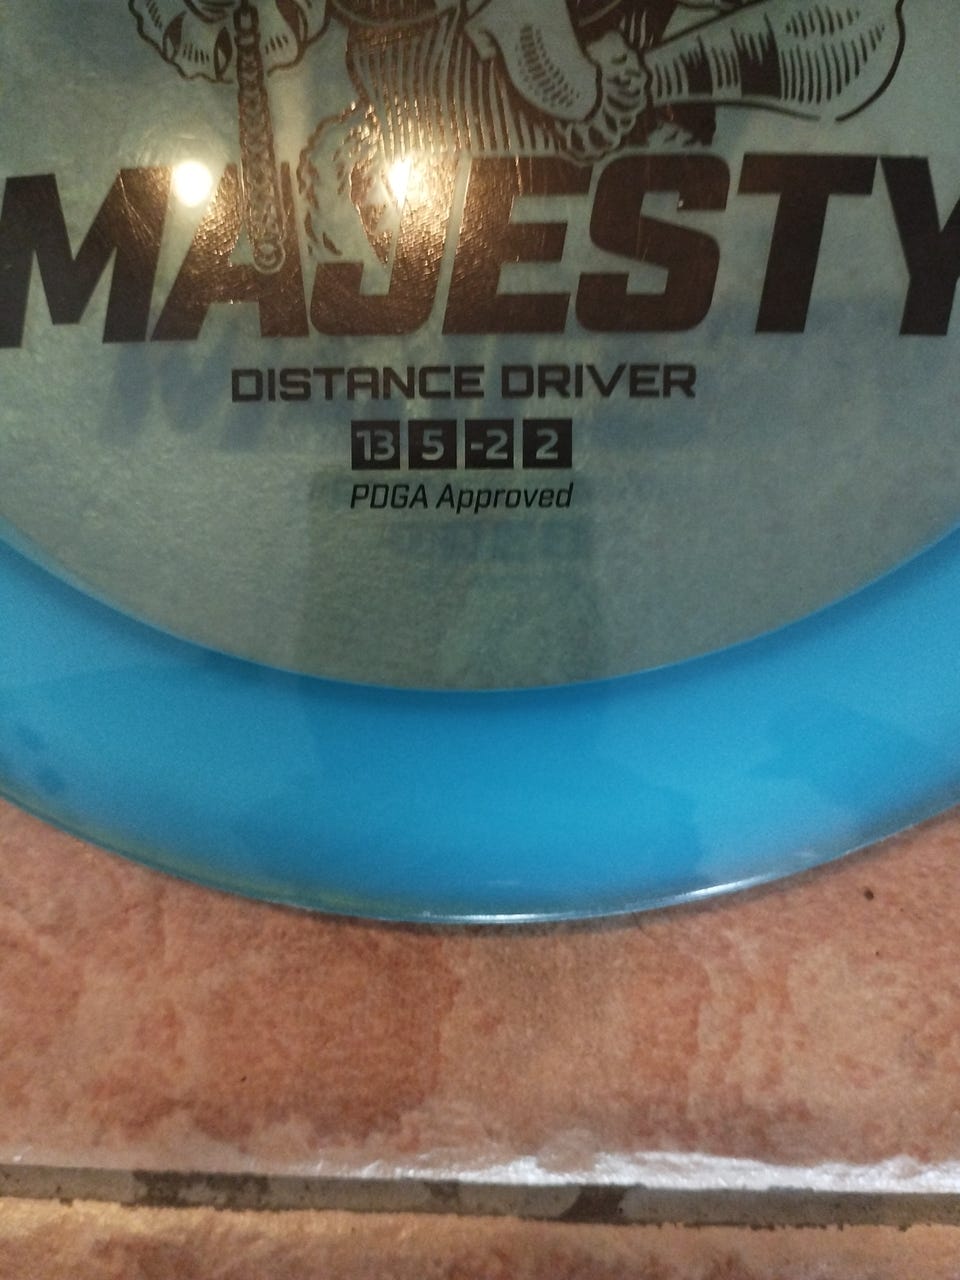 MAJESTY
DISTANCE DRIVER
13 5 -2 2
PDGA Approved